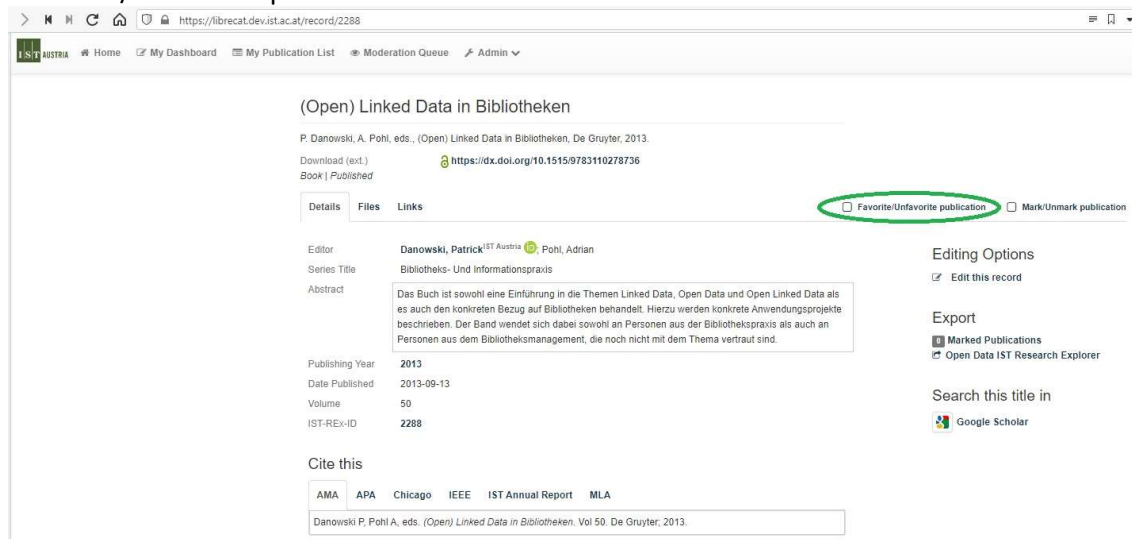 https://librecat.dev.ist.ac.at/record/2288
IST AUSTRIA Home My Dashboard My Publication List Moderation Queue Admin
(Open) Linked Data in Bibliotheken
P. Danowski, A. Pohl, eds., (Open) Linked Data in Bibliotheken, De Gruyter, 2013.
Download (ext.) https://dx.doi.org/10.1515/9783110278736
Book | Published
Details Files Links Favorite/Unfavorite publication Mark/Unmark publication
Editor Danowski, Patrick IST Austria iD; Pohl, Adrian
Editing Options
Series Title Bibliotheks- Und Informationspraxis
Edit this record
Abstract Das Buch ist sowohl eine Einführung in die Themen Linked Data, Open Data und Open Linked Data als
es auch den konkreten Bezug auf Bibliotheken behandelt. Hierzu werden konkrete Anwendungsprojekte
beschrieben. Der Band wendet sich dabei sowohl an Personen aus der Bibliothekspraxis als auch an
Personen aus dem Bibliotheksmanagement, die noch nicht mit dem Thema vertraut sind.
Export
0 Marked Publications
Open Data IST Research Explorer
Publishing Year 2013
Date Published 2013-09-13
Volume 50
IST-REx-ID 2288
Search this title in
Google Scholar
Cite this
AMA APA Chicago IEEE IST Annual Report MLA
Danowski P, Pohl A, eds. (Open) Linked Data in Bibliotheken. Vol 50. De Gruyter; 2013.